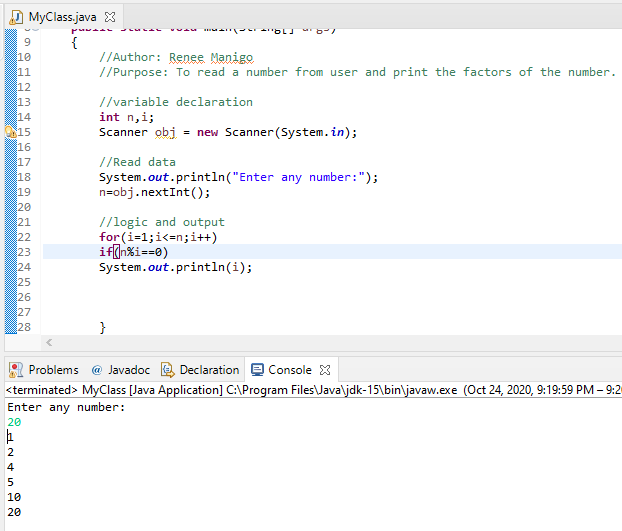 MyClass.java
public static void main(String[] args)
9 {
10 //Author: Renee Manigo
11 //Purpose: To read a number from user and print the factors of the number.
12
13 //variable declaration
14 int n,i;
15 Scanner obj = new Scanner(System.in);
16
17 //Read data
18 System.out.println("Enter any number:");
19 n=obj.nextInt();
20
21 //logic and output
22 for(i=1;i<=n;i++)
23 if(n%i==0)
24 System.out.println(i);
25
26
27
28 }
Problems @ Javadoc Declaration Console
<terminated> MyClass [Java Application] C:\Program Files\Java\jdk-15\bin\javaw.exe (Oct 24, 2020, 9:19:59 PM – 9:20
Enter any number:
20
1
2
4
5
10
20